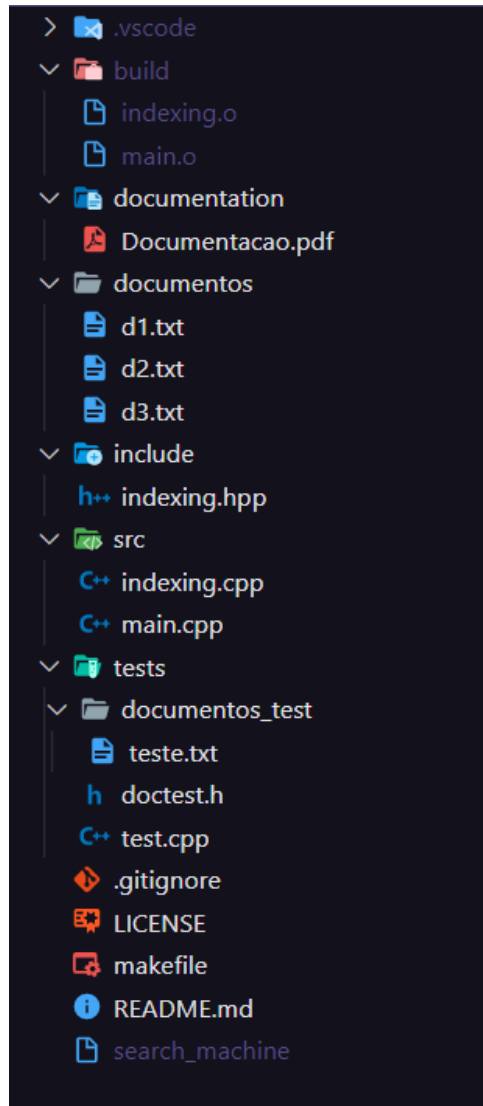 .vscode
build
indexing.o
main.o
documentation
Documentacao.pdf
documentos
d1.txt
d2.txt
d3.txt
include
h++ indexing.hpp
src
C++ indexing.cpp
C++ main.cpp
tests
documentos_test
teste.txt
h doctest.h
C++ test.cpp
.gitignore
LICENSE
makefile
README.md
search_machine